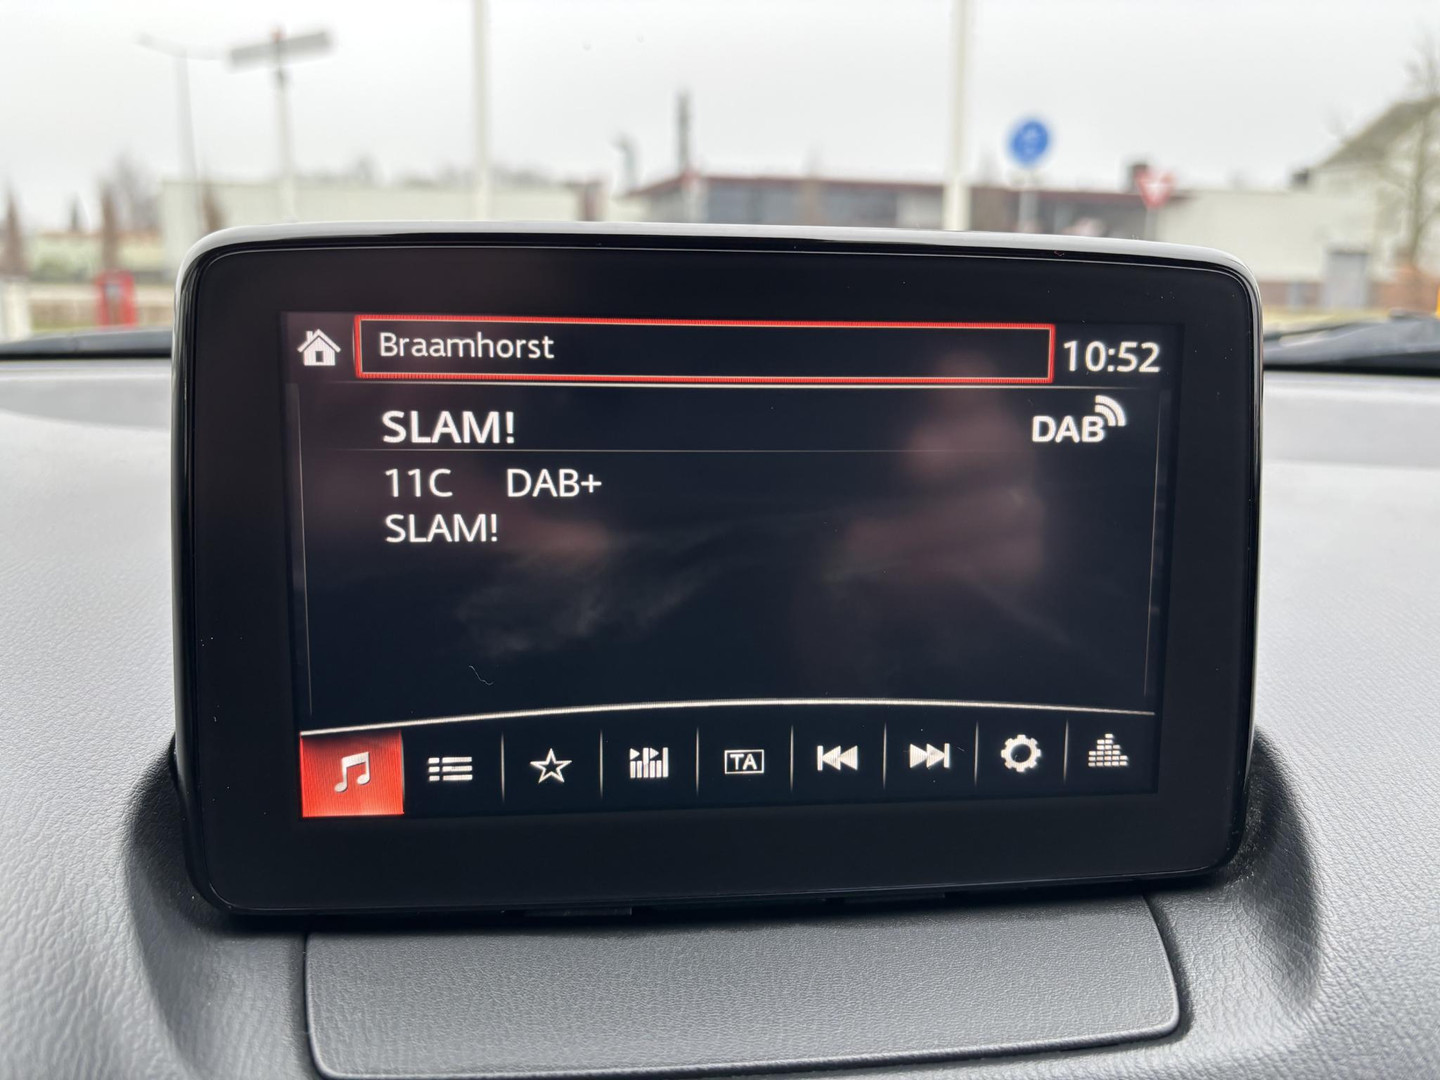 Braamhorst 10:52
SLAM! DAB
11C DAB+
SLAM!
TA